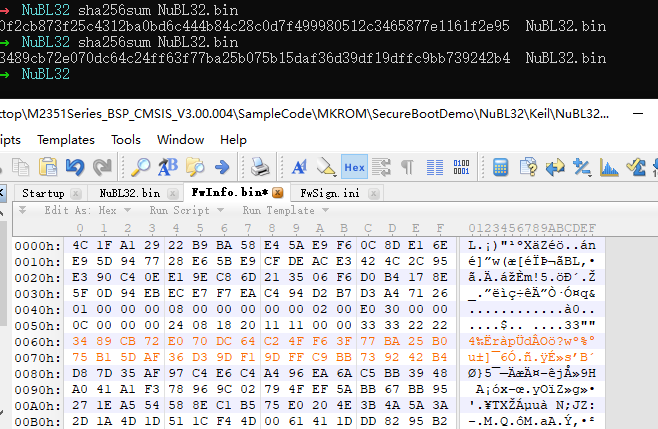 → NuBL32 sha256sum NuBL32.bin
0f2cb873f25c4312ba0bd6c444b84c28c0d7f499980512c3465877e1161f2e95 NuBL32.bin
→ NuBL32 sha256sum NuBL32.bin
3489cb72e070dc64c24ff63f77ba25b075b15daf36d39df19dffc9bb739242b4 NuBL32.bin
→ NuBL32
ttop\M2351Series_BSP_CMSIS_V3.00.004\SampleCode\MKROM\SecureBootDemo\NuBL32\Keil\NuBL32...
ipts Templates Tools Window Help
Hex
Startup NuBL32.bin FwInfo.bin* FwSign.ini
Edit As: Hex Run Script Run Template
0 1 2 3 4 5 6 7 8 9 A B C D E F 0123456789ABCDEF
0000h: 4C 1F A1 29 22 B9 BA 58 E4 5A E9 F6 0C 8D E1 6E L.¡)"¹ºXäZéö..án
0010h: E9 5D 94 77 28 E6 5B E9 CF DE AC E3 42 4C 2C 95 é]”w(æ[éÏÞ¬ãBL,•
0020h: E3 90 C4 0E E1 9E C8 6D 21 35 06 F6 D0 B4 17 8E ã.Ä.ážÈm!5.öÐ´.Ž
0030h: 5F 0D 94 EB EC E7 F7 EA C4 94 D2 B7 D3 A4 71 26 _.”ëìç÷êÄ”Ò·Ó¤q&
0040h: 01 00 00 00 08 00 00 00 00 00 02 00 E0 30 00 00 ............à0..
0050h: 0C 00 00 00 24 08 18 20 11 11 00 00 33 33 22 22 ....$.. ....33""
0060h: 34 89 CB 72 E0 70 DC 64 C2 4F F6 3F 77 BA 25 B0 4‰ËràpÜdÂOö?wº%°
0070h: 75 B1 5D AF 36 D3 9D F1 9D FF C9 BB 73 92 42 B4 u±]¯6Ó.ñ.ÿÉ»s’B´
0080h: D8 7D 35 AF 97 C4 E6 C4 A4 96 EA 6A C5 BB 39 48 Ø}5¯—ÄæÄ¤–êjÅ»9H
0090h: A0 41 A1 F3 78 96 9C 02 79 4F EF 5A BB 67 BB 95 A¡óx–œ.yOïZ»g»•
00A0h: 27 1E A5 54 58 8E C1 B5 75 E0 20 4E 3B 4A 5A 3A '.¥TXŽÁµuà N;JZ:
00B0h: 2D 1A 4D 1D 51 1C F4 4D 00 61 41 1D DD 82 95 B2 -.M.Q.ôM.aA.Ý‚•²